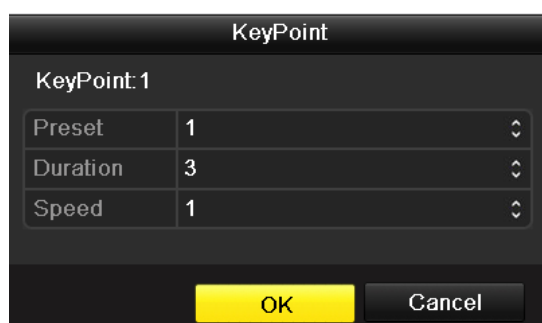 KeyPoint
KeyPoint:1
Preset 1
Duration 3
Speed 1
OK Cancel